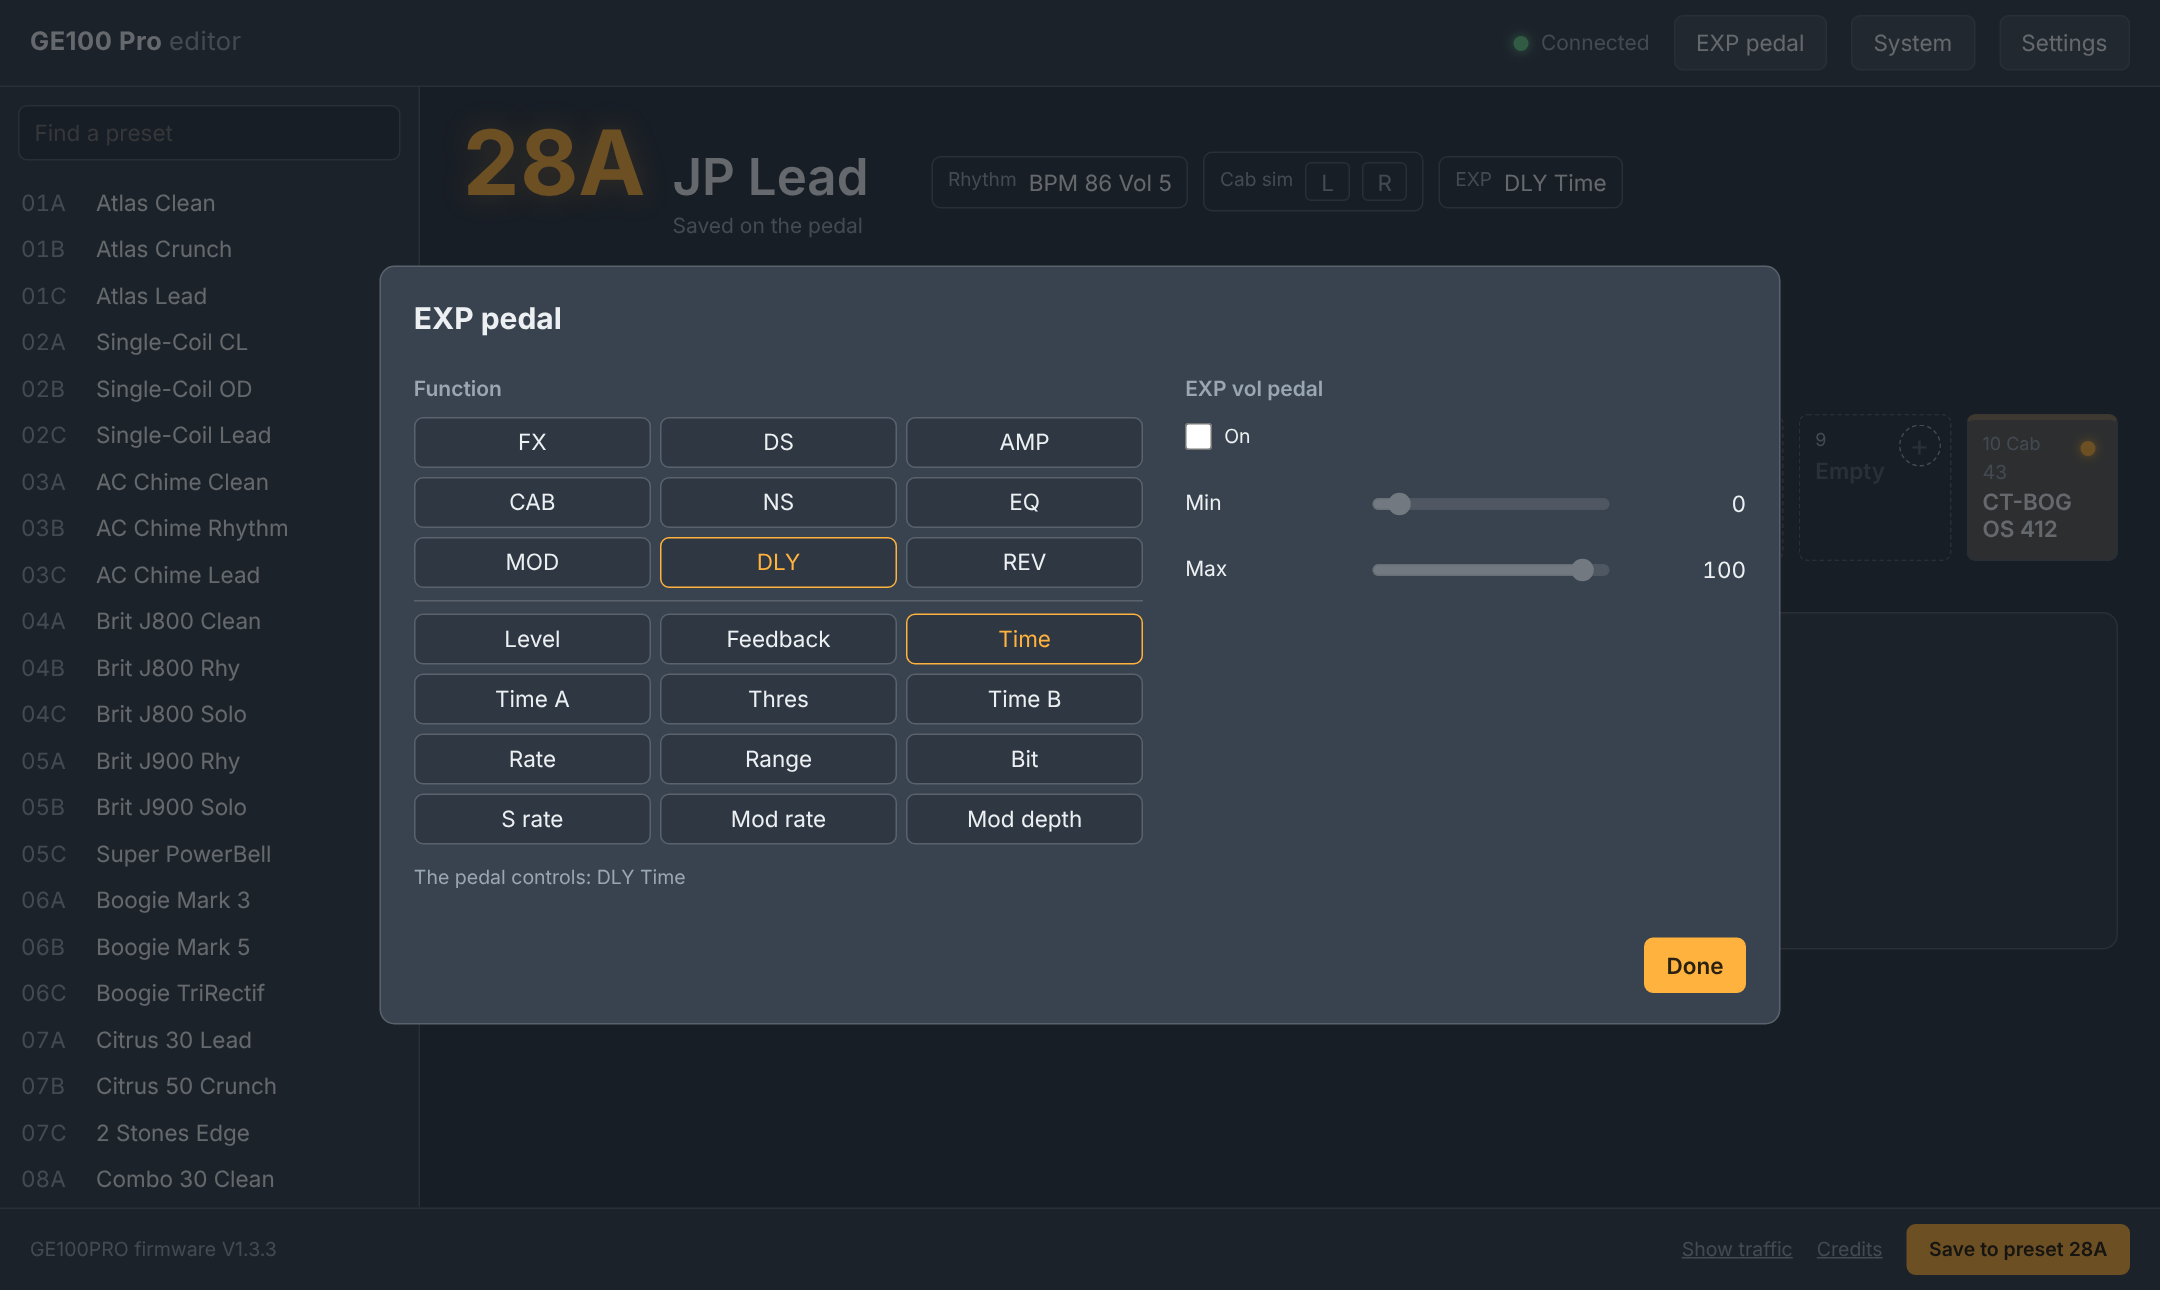 GE100 Pro editor
Connected
EXP pedal
System
Settings
Find a preset
01A Atlas Clean
01B Atlas Crunch
01C Atlas Lead
02A Single-Coil CL
02B Single-Coil OD
02C Single-Coil Lead
03A AC Chime Clean
03B AC Chime Rhythm
03C AC Chime Lead
04A Brit J800 Clean
04B Brit J800 Rhy
04C Brit J800 Solo
05A Brit J900 Rhy
05B Brit J900 Solo
05C Super PowerBell
06A Boogie Mark 3
06B Boogie Mark 5
06C Boogie TriRectif
07A Citrus 30 Lead
07B Citrus 50 Crunch
07C 2 Stones Edge
08A Combo 30 Clean
28A JP Lead
Saved on the pedal
Rhythm BPM 86 Vol 5
Cab sim L R
EXP DLY Time
9
Empty
+
10 Cab
43
CT-BOG
OS 412
EXP pedal
Function
FX DS AMP
CAB NS EQ
MOD DLY REV
Level Feedback Time
Time A Thres Time B
Rate Range Bit
S rate Mod rate Mod depth
The pedal controls: DLY Time
EXP vol pedal
On
Min 0
Max 100
Done
GE100PRO firmware V1.3.3
Show traffic
Credits
Save to preset 28A